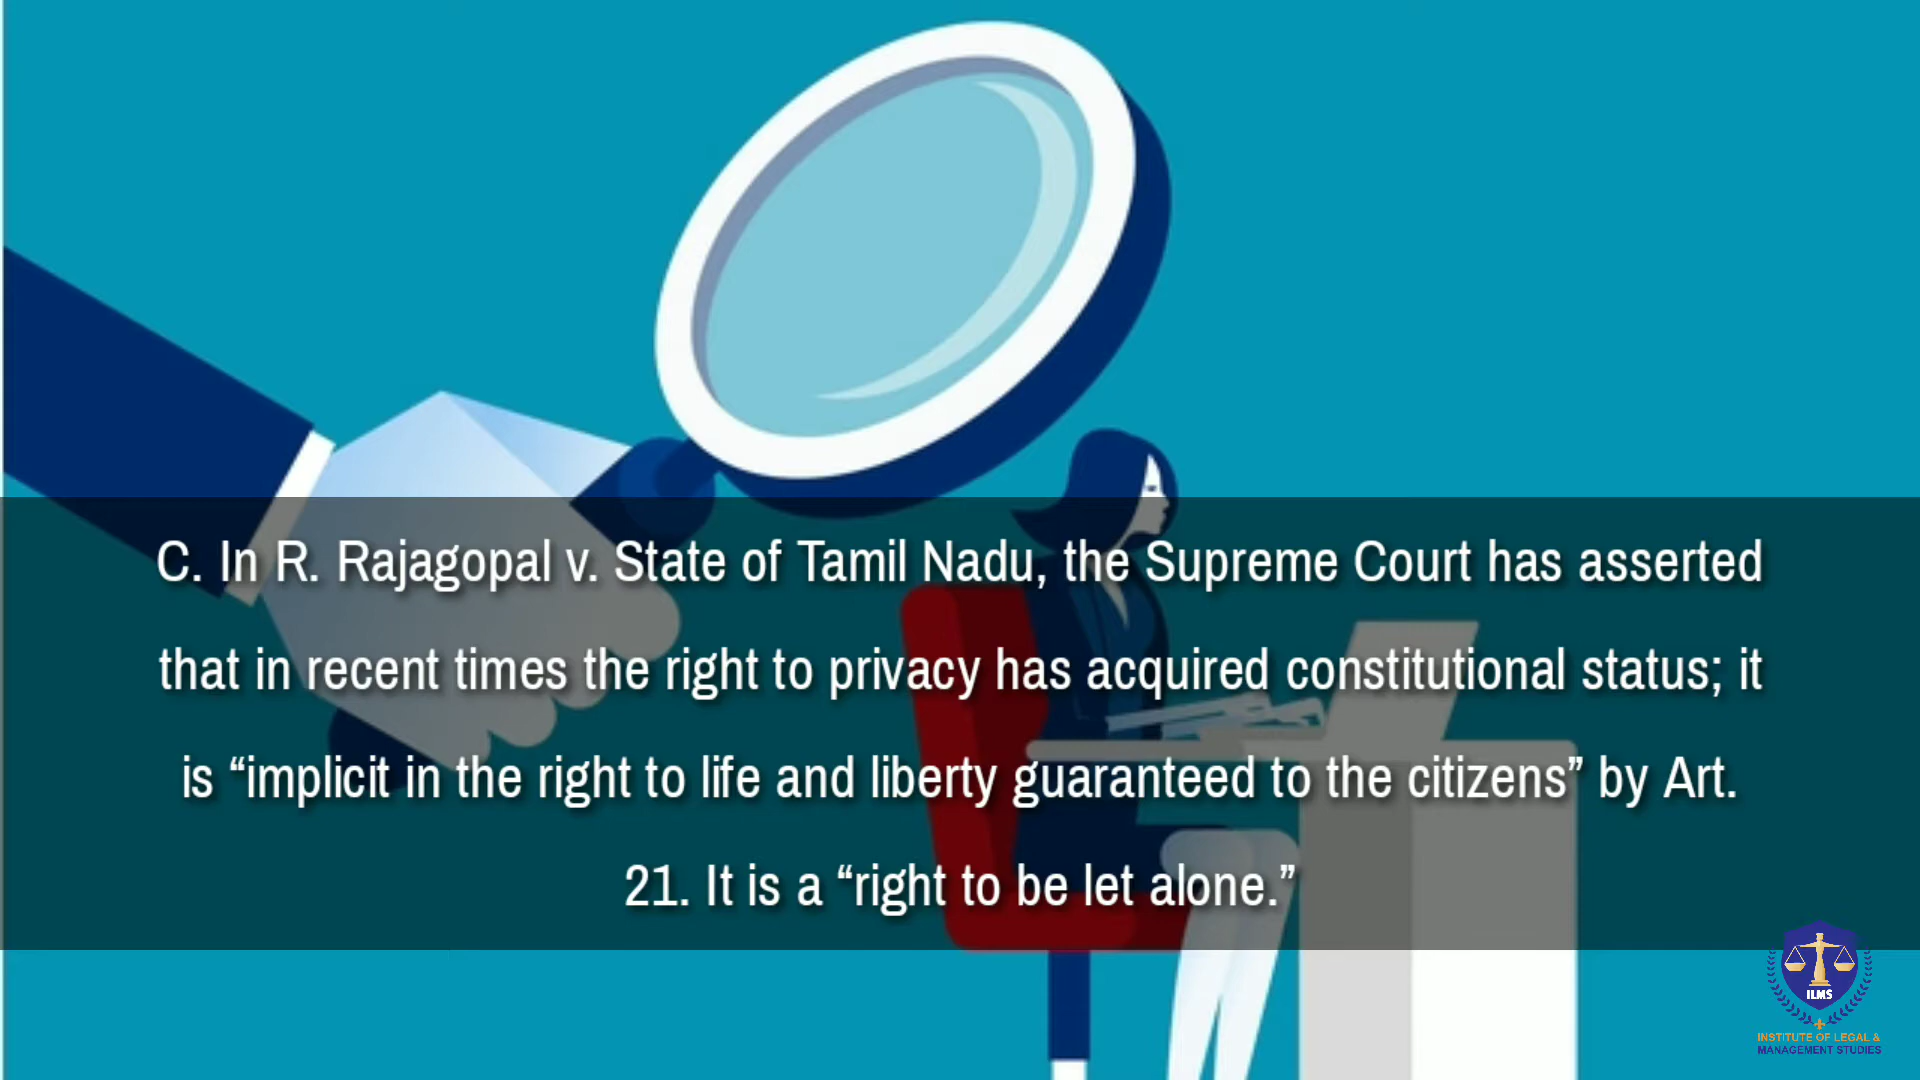 C. In R. Rajagopal v. State of Tamil Nadu, the Supreme Court has asserted
that in recent times the right to privacy has acquired constitutional status; it
is “implicit in the right to life and liberty guaranteed to the citizens” by Art.
21. It is a “right to be let alone.”
ILMS
INSTITUTE OF LEGAL &
MANAGEMENT STUDIES